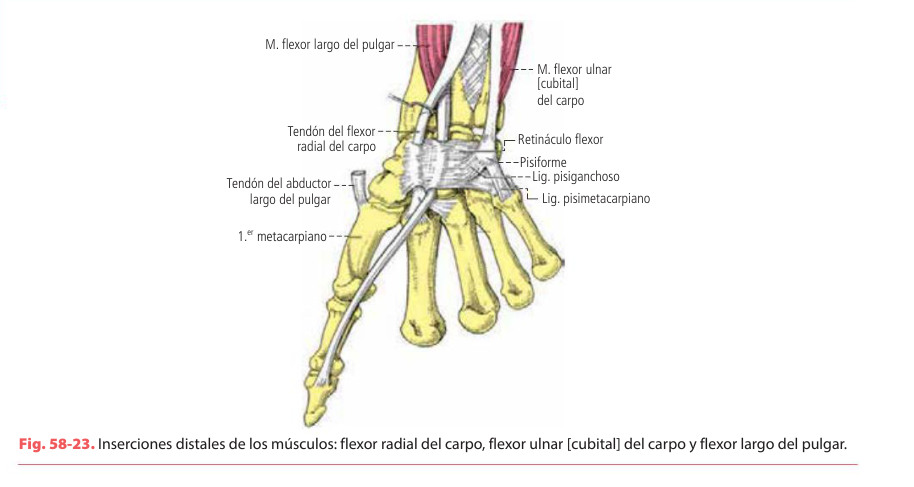 M. flexor largo del pulgar
M. flexor ulnar
[cubital]
del carpo
Tendón del flexor
radial del carpo
Retináculo flexor
Pisiforme
Lig. pisiganchoso
Tendón del abductor
largo del pulgar
Lig. pisimetacarpiano
1.er metacarpiano
Fig. 58-23. Inserciones distales de los músculos: flexor radial del carpo, flexor ulnar [cubital] del carpo y flexor largo del pulgar.